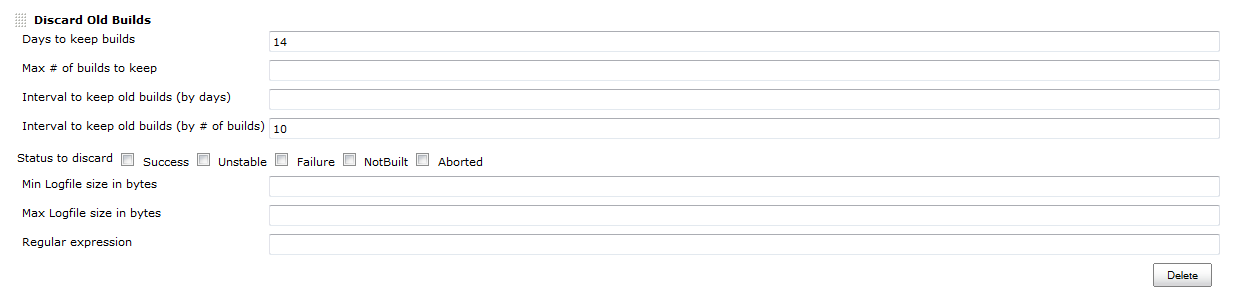 Discard Old Builds
Days to keep builds 14
Max # of builds to keep
Interval to keep old builds (by days)
Interval to keep old builds (by # of builds) 10
Status to discard Success Unstable Failure NotBuilt Aborted
Min Logfile size in bytes
Max Logfile size in bytes
Regular expression
Delete